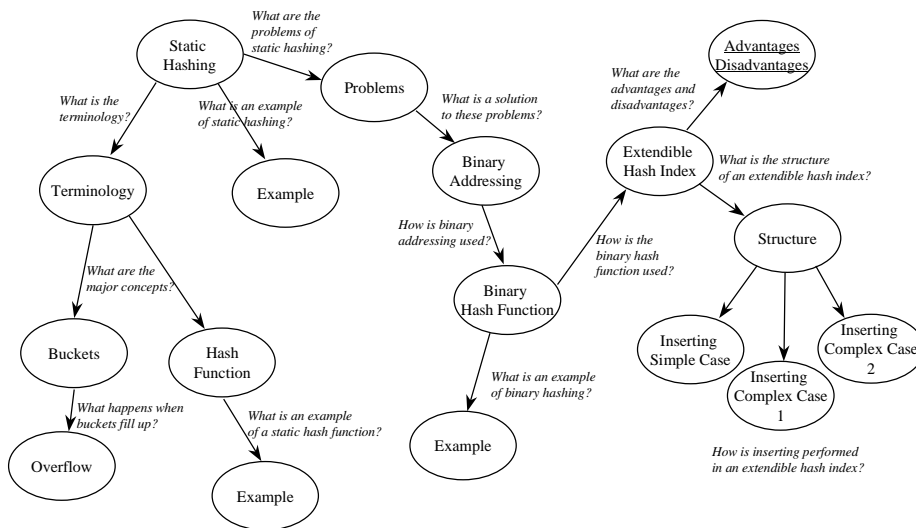 What are the
problems of
static hashing?
Static
Hashing
Advantages
Disadvantages
Problems
What are the
advantages and
disadvantages?
What is the
terminology?
What is an example
of static hashing?
What is a solution
to these problems?
Extendible
Hash Index
What is the structure
of an extendible hash index?
Terminology
Example
Binary
Addressing
How is binary
addressing used?
How is the
binary hash
function used?
Structure
What are the
major concepts?
Binary
Hash Function
Buckets
Hash
Function
Inserting
Simple Case
Inserting
Complex Case
1
Inserting
Complex Case
2
What is an example
of binary hashing?
What happens when
buckets fill up?
What is an example
of a static hash function?
Overflow
Example
Example
How is inserting performed
in an extendible hash index?